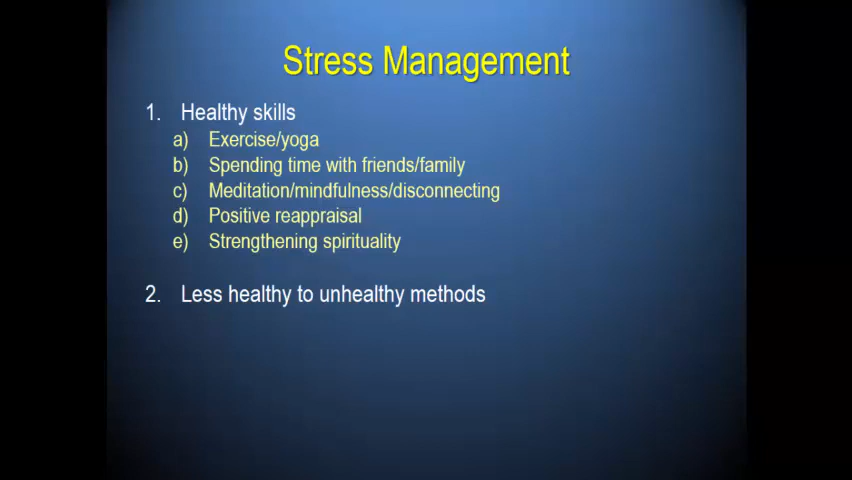 Stress Management
1. Healthy skills
a) Exercise/yoga
b) Spending time with friends/family
c) Meditation/mindfulness/disconnecting
d) Positive reappraisal
e) Strengthening spirituality
2. Less healthy to unhealthy methods